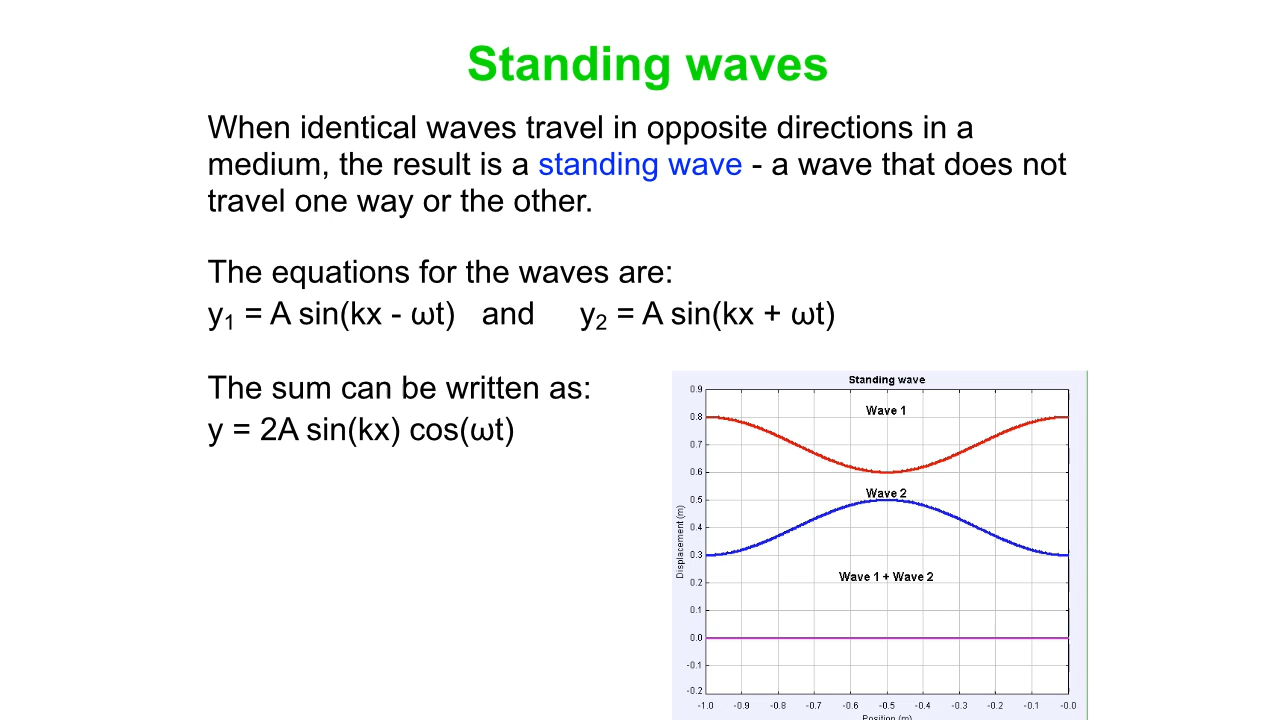 Standing waves
When identical waves travel in opposite directions in a
medium, the result is a standing wave - a wave that does not
travel one way or the other.
The equations for the waves are:
y₁ = A sin(kx - ωt) and y₂ = A sin(kx + ωt)
The sum can be written as:
y = 2A sin(kx) cos(ωt)
Standing wave
0.9
Wave 1
0.8
0.7
0.6
Wave 2
0.5
0.4
0.3
Displacement (m)
Wave 1 + Wave 2
0.2
0.1
0.0
-0.1
-0.2
-1.0 -0.9 -0.8 -0.7 -0.6 -0.5 -0.4 -0.3 -0.2 -0.1 -0.0
Position (m)